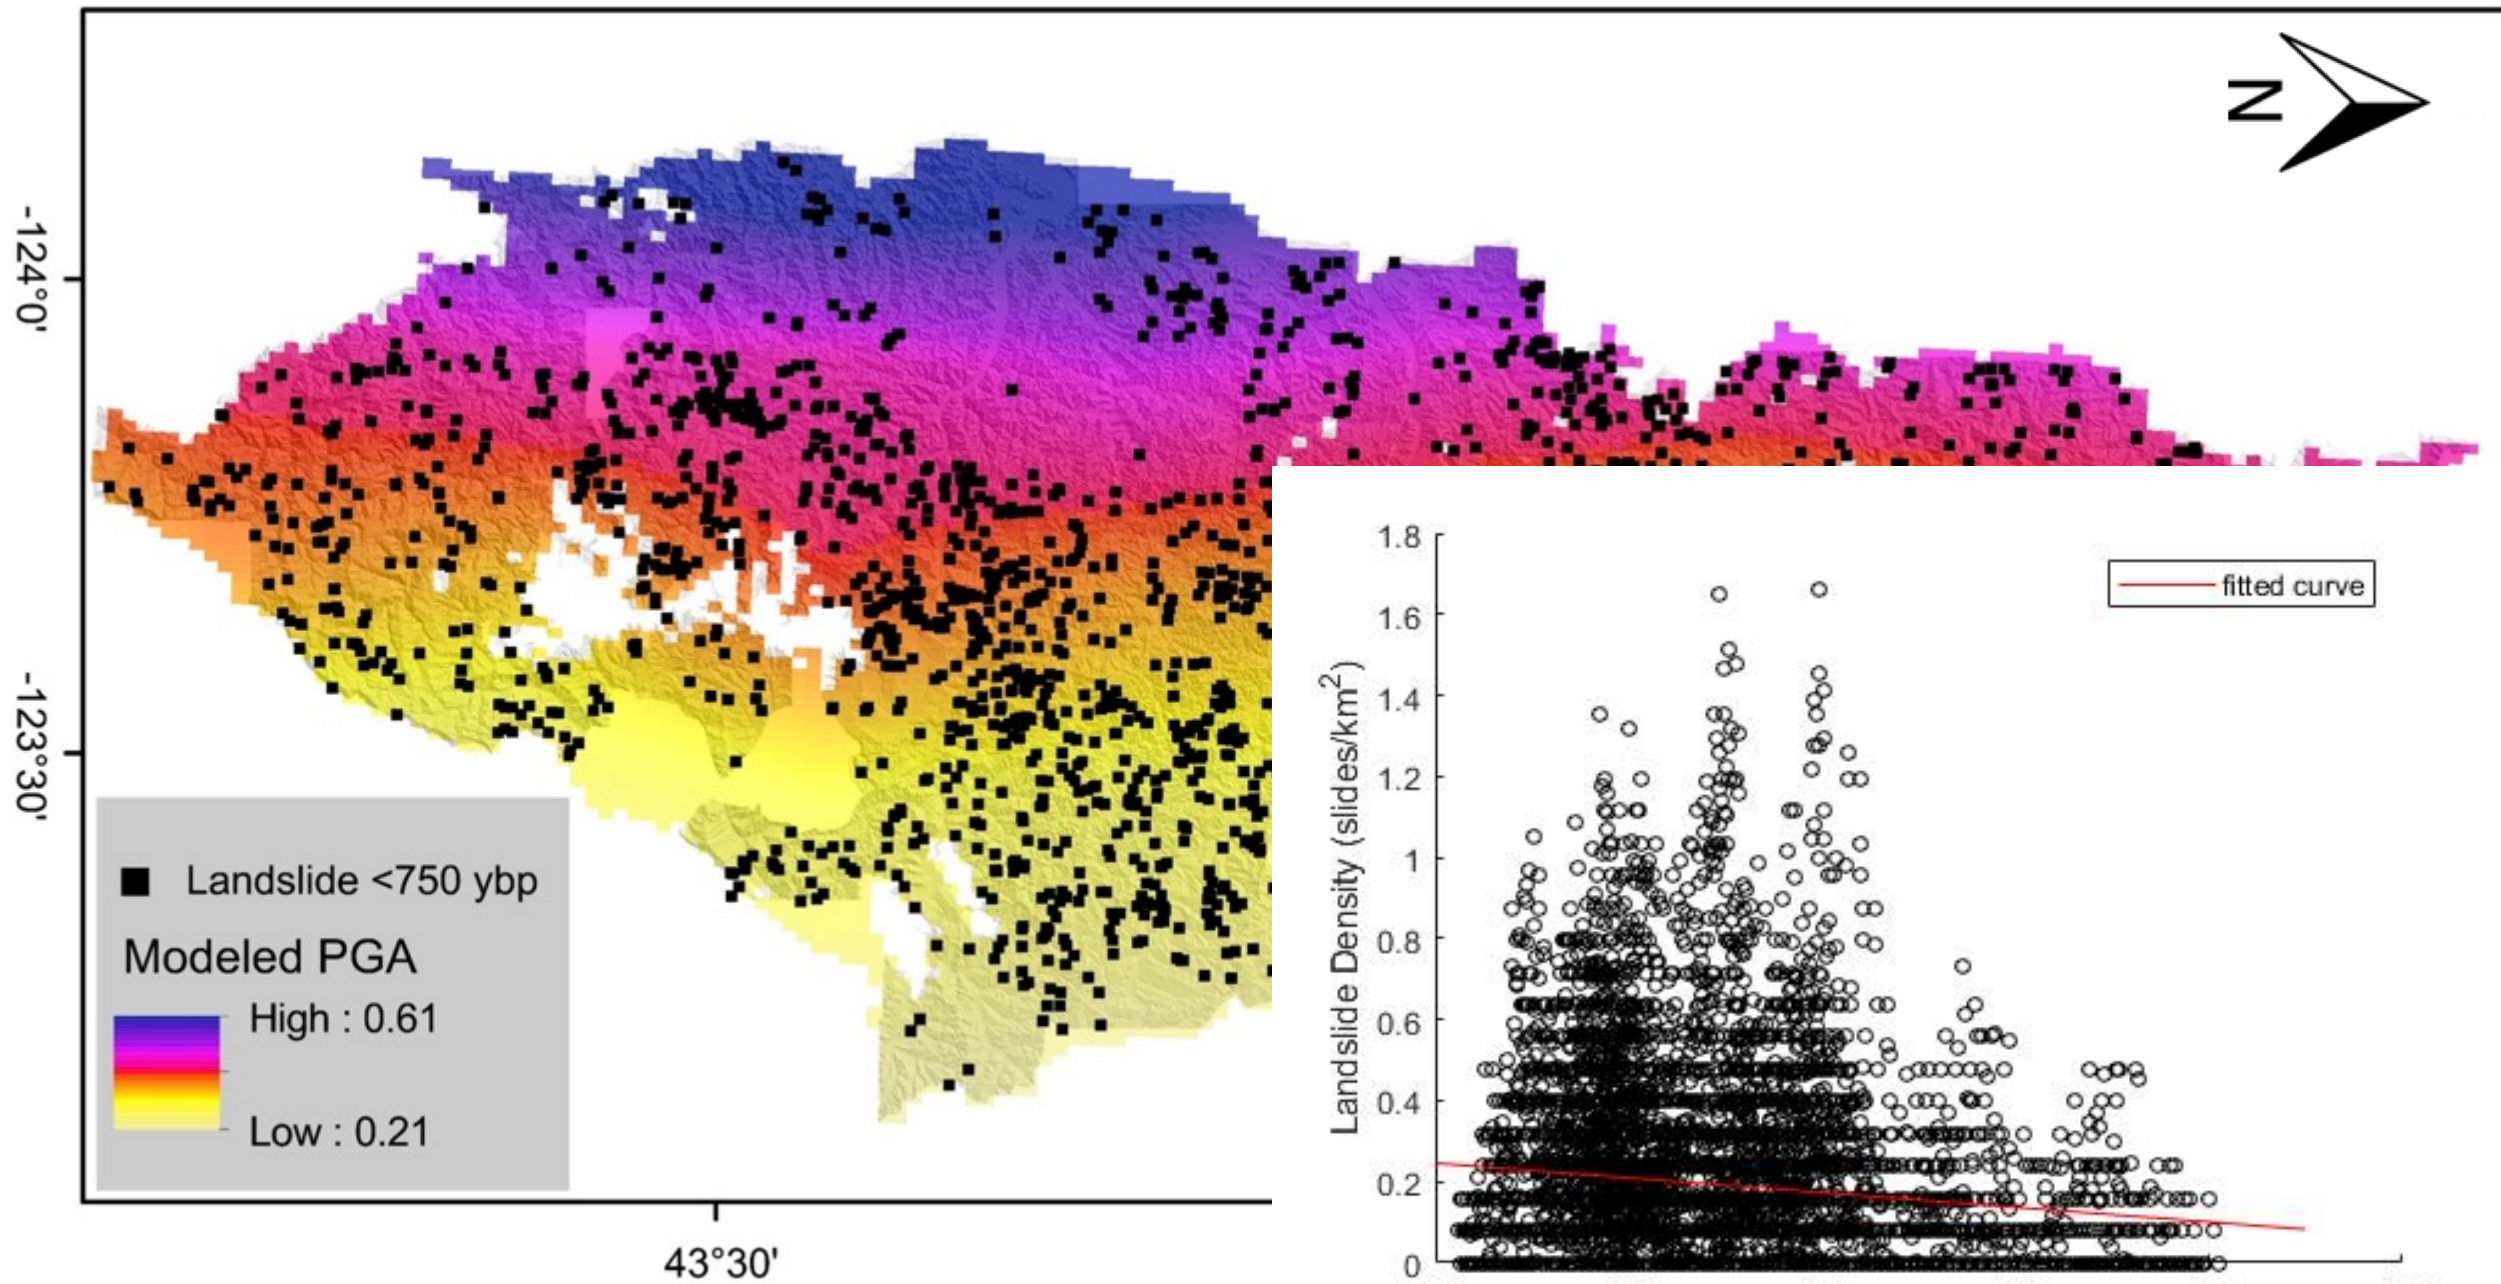 N
-124°0'
-123°30'
Landslide <750 ybp
Modeled PGA
High : 0.61
Low : 0.21
43°30'
1.8
1.6
1.4
1.2
1
0.8
0.6
0.4
0.2
0
Landslide Density (slides/km²)
fitted curve